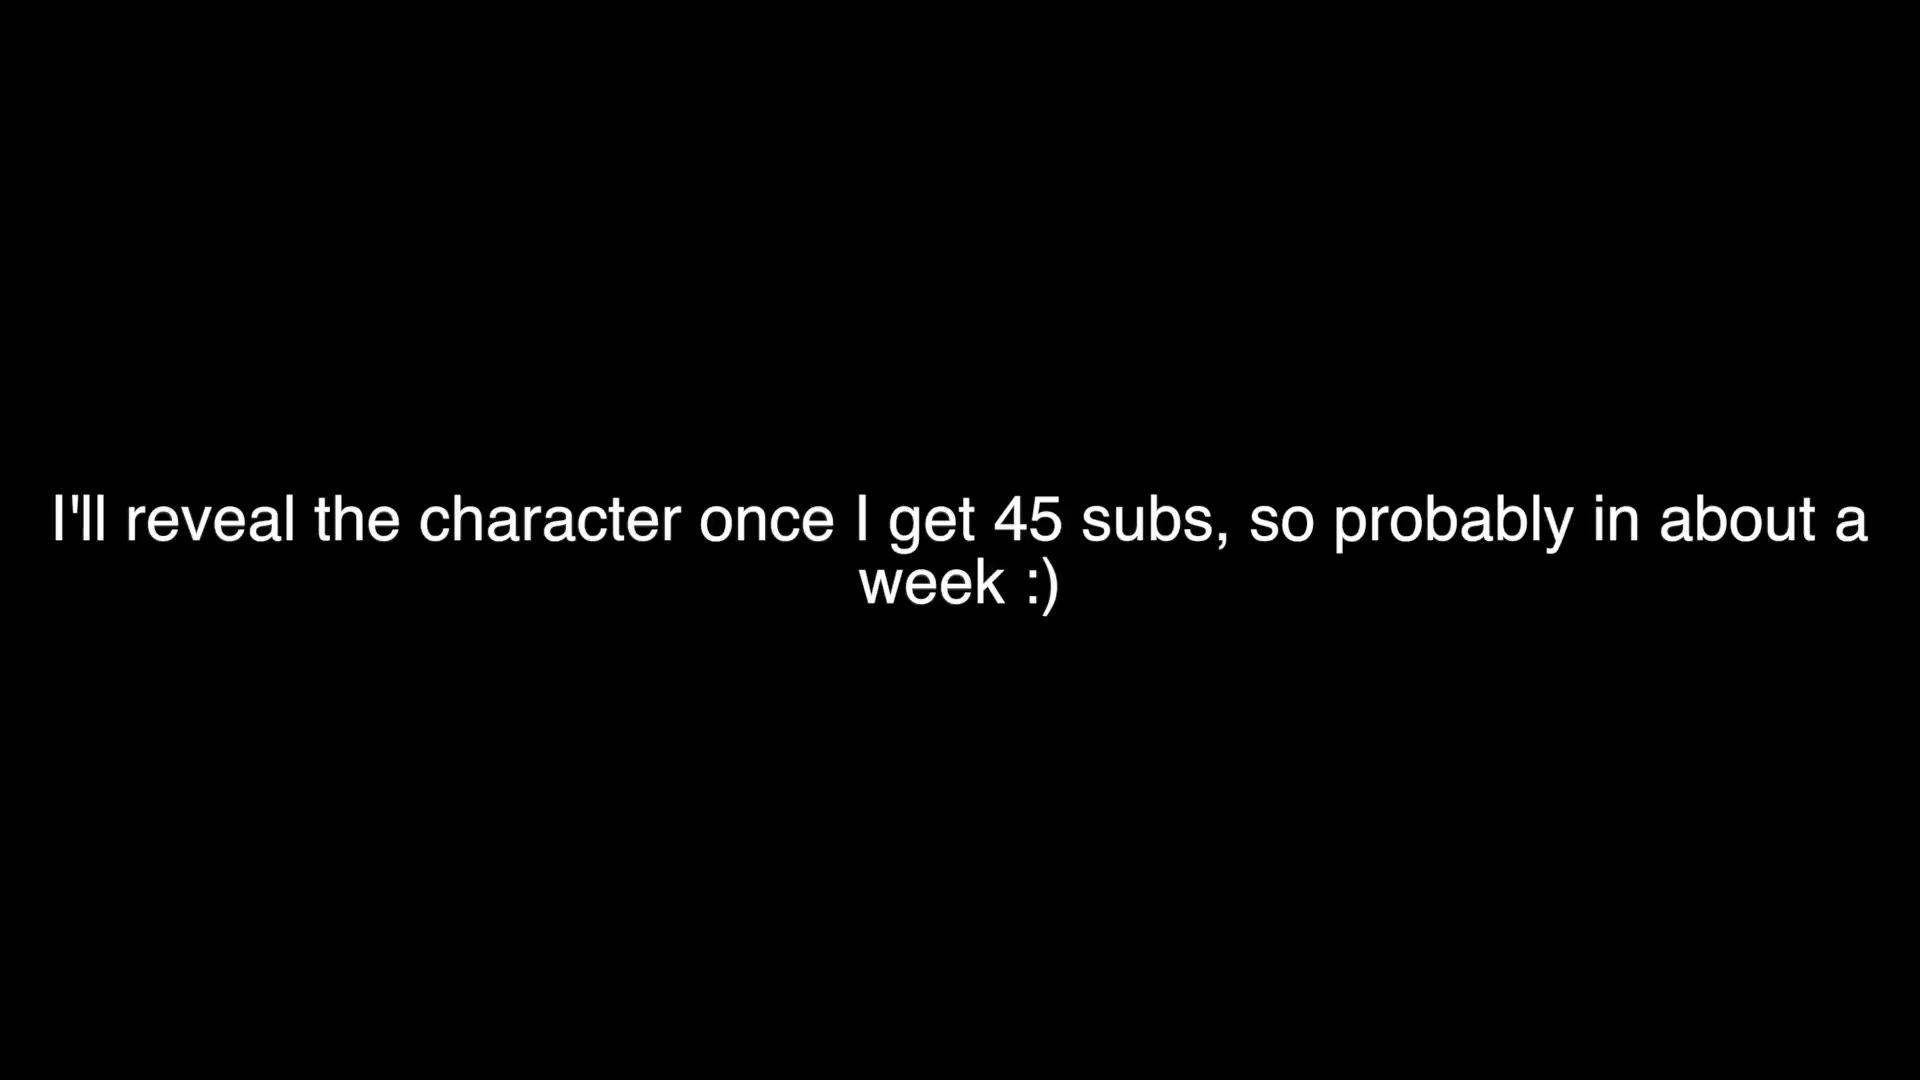 I'll reveal the character once I get 45 subs, so probably in about a
week :)